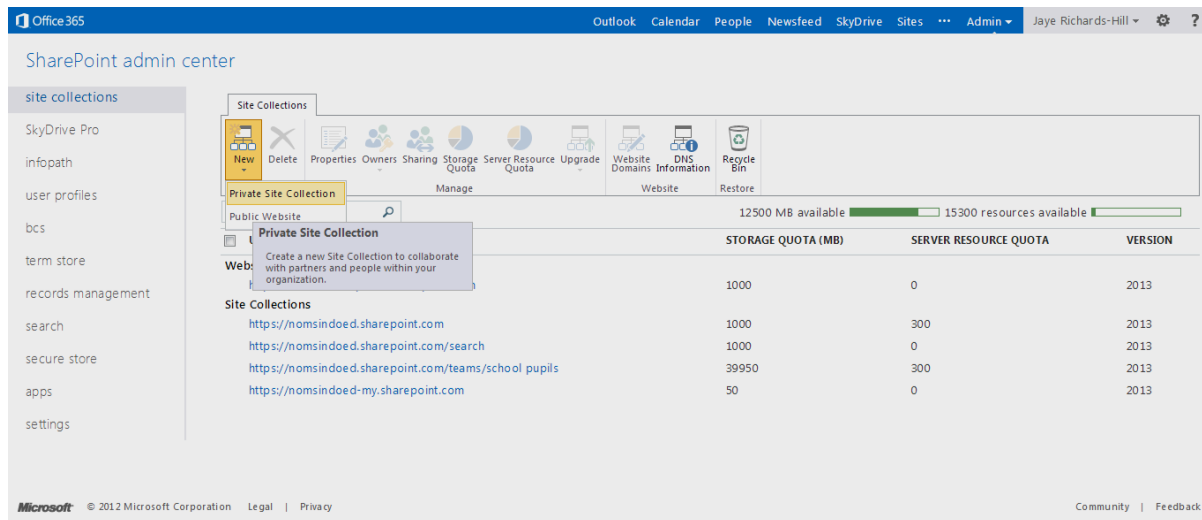 Office 365
Outlook Calendar People Newsfeed SkyDrive Sites ••• Admin Jaye Richards-Hill ?
SharePoint admin center
site collections
SkyDrive Pro
infopath
user profiles
bcs
term store
records management
search
secure store
apps
settings
Site Collections
New
Delete
Properties
Owners
Sharing
Storage
Quota
Server Resource
Quota
Upgrade
Website
Domains
DNS
Information
Recycle
Bin
Manage
Website
Restore
Private Site Collection
Public Website
Private Site Collection
Create a new Site Collection to collaborate
with partners and people within your
organization.
12500 MB available 15300 resources available
STORAGE QUOTA (MB) SERVER RESOURCE QUOTA VERSION
1000 0 2013
Site Collections
https://nomsindoed.sharepoint.com 1000 300 2013
https://nomsindoed.sharepoint.com/search 1000 0 2013
https://nomsindoed.sharepoint.com/teams/school pupils 39950 300 2013
https://nomsindoed-my.sharepoint.com 50 0 2013
Microsoft © 2012 Microsoft Corporation Legal | Privacy Community | Feedback